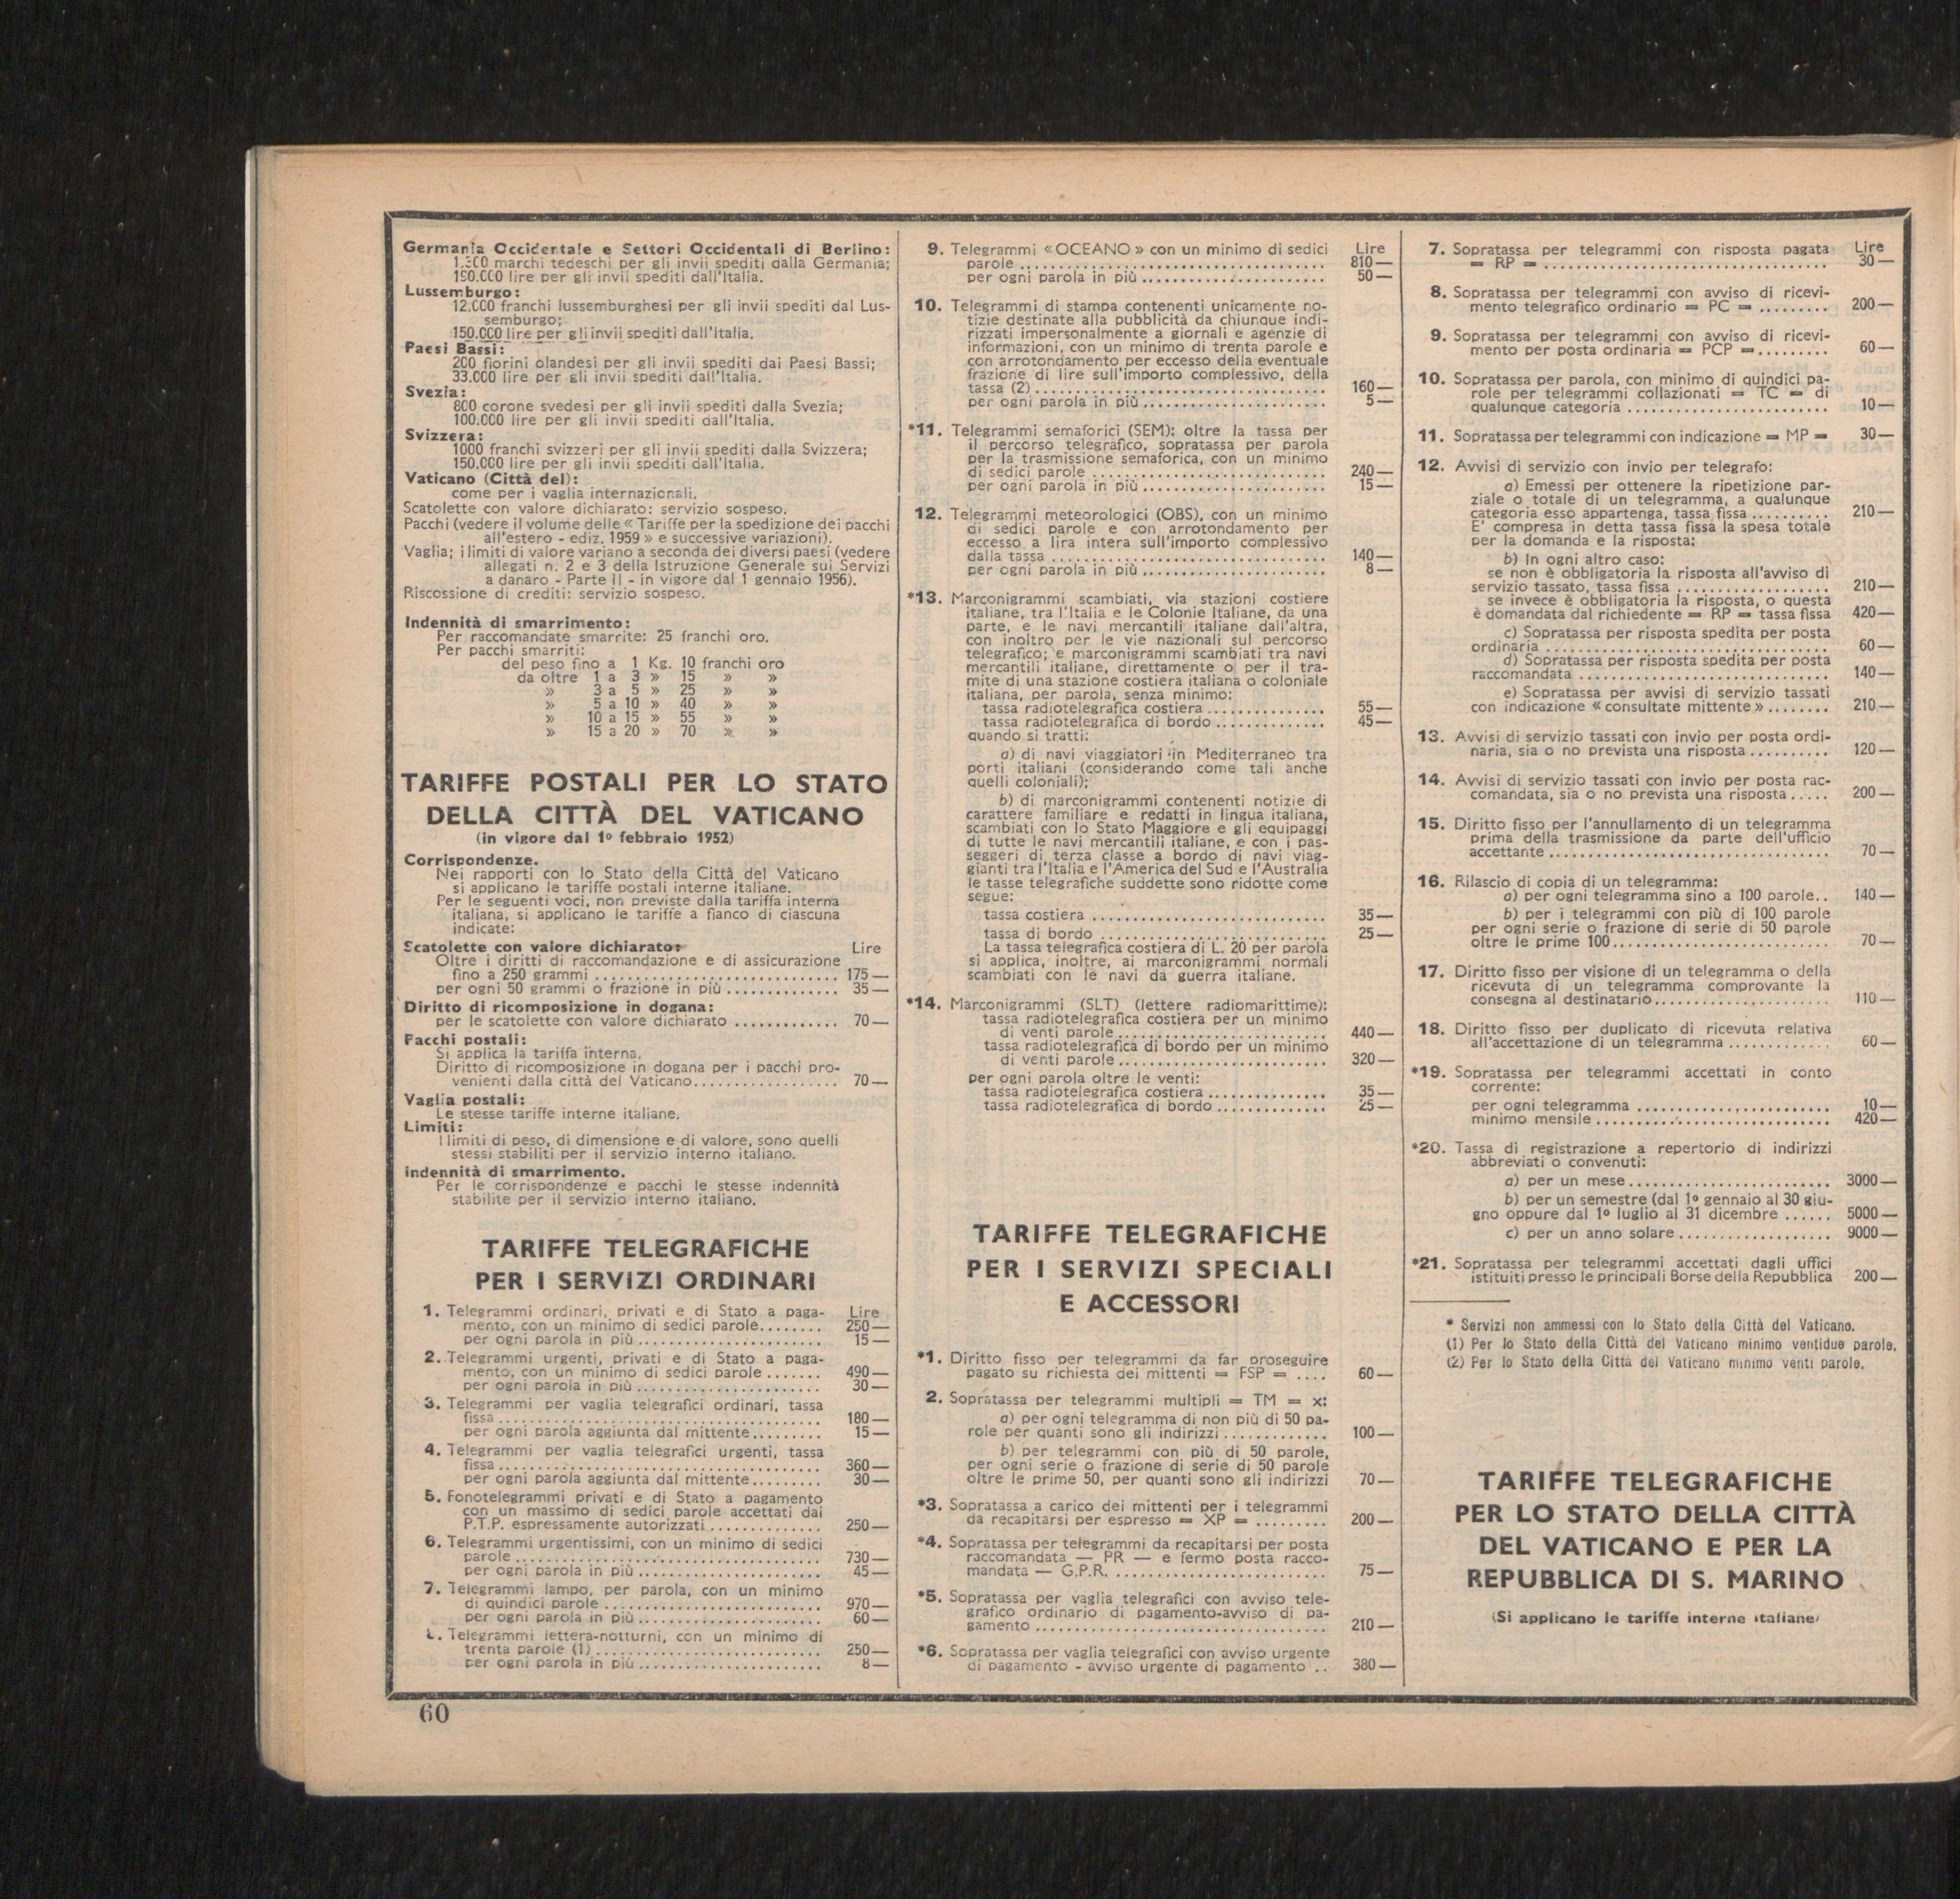 Germania Occidentale e Settori Occidentali di Berlino:
1.300 marchi tedeschi per gli invii spediti dalla Germania;
190.000 lire per gli invii spediti dall'Italia.
Lussemburgo:
12.000 franchi lussemburghesi per gli invii spediti dal Lus-
semburgo;
150.000 lire per gli invii spediti dall'Italia.
Paesi Bassi:
200 fiorini olandesi per gli invii spediti dai Paesi Bassi;
33.000 lire per gli invii spediti dall'Italia.
Svezia:
800 corone svedesi per gli invii spediti dalla Svezia;
100.000 lire per gli invii spediti dall'Italia.
Svizzera:
1000 franchi svizzeri per gli invii spediti dalla Svizzera;
150.000 lire per gli invii spediti dall'Italia.
Vaticano (Città del):
come per i vaglia internazionali.
Scatolette con valore dichiarato: servizio sospeso.
Pacchi (vedere il volume delle « Tariffe per la spedizione dei pacchi
all'estero - ediz. 1959 » e successive variazioni).
Vaglia; i limiti di valore variano a seconda dei diversi paesi (vedere
allegati n. 2 e 3 della Istruzione Generale sui Servizi
a danaro - Parte II - in vigore dal 1 gennaio 1956).
Riscossione di crediti: servizio sospeso.
Indennità di smarrimento:
Per raccomandate smarrite: 25 franchi oro.
Per pacchi smarriti:
del peso fino a 1 Kg. 10 franchi oro
da oltre 1 a 3 » 15 » »
» 3 a 5 » 25 » »
» 5 a 10 » 40 » »
» 10 a 15 » 55 » »
» 15 a 20 » 70 » »
TARIFFE POSTALI PER LO STATO
DELLA CITTÀ DEL VATICANO
(in vigore dal 1º febbraio 1952)
Corrispondenze.
Nei rapporti con lo Stato della Città del Vaticano
si applicano le tariffe postali interne italiane.
Per le seguenti voci, non previste dalla tariffa interna
italiana, si applicano le tariffe a fianco di ciascuna
indicate:
Scatolette con valore dichiarato: Lire
Oltre i diritti di raccomandazione e di assicurazione
fino a 250 grammi .............................. 175—
per ogni 50 grammi o frazione in più .............. 35—
Diritto di ricomposizione in dogana:
per le scatolette con valore dichiarato ............. 70—
Pacchi postali:
Si applica la tariffa interna.
Diritto di ricomposizione in dogana per i pacchi pro-
venienti dalla città del Vaticano.................. 70—
Vaglia postali:
Le stesse tariffe interne italiane.
Limiti:
I limiti di peso, di dimensione e di valore, sono quelli
stessi stabiliti per il servizio interno italiano.
Indennità di smarrimento.
Per le corrispondenze e pacchi le stesse indennità
stabilite per il servizio interno italiano.
TARIFFE TELEGRAFICHE
PER I SERVIZI ORDINARI
1. Telegrammi ordinari, privati e di Stato a paga- Lire
mento, con un minimo di sedici parole........ 250—
per ogni parola in più ....................... 15—
2. Telegrammi urgenti, privati e di Stato a paga-
mento, con un minimo di sedici parole ....... 490—
per ogni parola in più ....................... 30—
3. Telegrammi per vaglia telegrafici ordinari, tassa
fissa ........................................ 180—
per ogni parola aggiunta dal mittente......... 15—
4. Telegrammi per vaglia telegrafici urgenti, tassa
fissa ........................................ 360—
per ogni parola aggiunta dal mittente......... 30—
5. Fonotelegrammi privati e di Stato a pagamento
con un massimo di sedici parole accettati dai
P.T.P. espressamente autorizzati .............. 250—
6. Telegrammi urgentissimi, con un minimo di sedici
parole ...................................... 730—
per ogni parola in più ....................... 45—
7. Telegrammi lampo, per parola, con un minimo
di quindici parole ........................... 970—
per ogni parola in più ....................... 60—
Telegrammi lettera-notturni, con un minimo di
trenta parole (1) ............................ 250—
per ogni parola in più ....................... 8—
60
9. Telegrammi « OCEANO » con un minimo di sedici Lire
parole ...................................... 810—
per ogni parola in più ....................... 50—
10. Telegrammi di stampa contenenti unicamente no-
tizie destinate alla pubblicità da chiunque indi-
rizzati impersonalmente a giornali e agenzie di
informazioni, con un minimo di trenta parole e
con arrotondamento per eccesso della eventuale
frazione di lire sull'importo complessivo, della
tassa (2) .................................... 160—
per ogni parola in più ....................... 5—
*11. Telegrammi semaforici (SEM): oltre la tassa per
il percorso telegrafico, sopratassa per parola
per la trasmissione semaforica, con un minimo
di sedici parole .............................. 240—
per ogni parola in più ....................... 15—
12. Telegrammi meteorologici (OBS), con un minimo
di sedici parole e con arrotondamento per
eccesso a lira intera sull'importo complessivo
dalla tassa .................................. 140—
per ogni parola in più ....................... 8—
*13. Marconigrammi scambiati, via stazioni costiere
italiane, tra l'Italia e le Colonie Italiane, da una
parte, e le navi mercantili italiane dall'altra,
con inoltro per le vie nazionali sul percorso
telegrafico; e marconigrammi scambiati tra navi
mercantili italiane, direttamente o per il tra-
mite di una stazione costiera italiana o coloniale
italiana, per parola, senza minimo:
tassa radiotelegrafica costiera ............... 55—
tassa radiotelegrafica di bordo .............. 45—
quando si tratti:
a) di navi viaggiatori in Mediterraneo tra
porti italiani (considerando come tali anche
quelli coloniali);
b) di marconigrammi contenenti notizie di
carattere familiare e redatti in lingua italiana,
scambiati con lo Stato Maggiore e gli equipaggi
di tutte le navi mercantili italiane, e con i pas-
seggeri di terza classe a bordo di navi viag-
gianti tra l'Italia e l'America del Sud e l'Australia
le tasse telegrafiche suddette sono ridotte come
segue:
tassa costiera ............................. 35—
tassa di bordo ............................ 25—
La tassa telegrafica costiera di L. 20 per parola
si applica, inoltre, ai marconigrammi normali
scambiati con le navi da guerra italiane.
*14. Marconigrammi (SLT) (lettere radiomarittime):
tassa radiotelegrafica costiera per un minimo
di venti parole .......................... 440—
tassa radiotelegrafica di bordo per un minimo
di venti parole .......................... 320—
per ogni parola oltre le venti:
tassa radiotelegrafica costiera ............... 35—
tassa radiotelegrafica di bordo .............. 25—
TARIFFE TELEGRAFICHE
PER I SERVIZI SPECIALI
E ACCESSORI
*1. Diritto fisso per telegrammi da far proseguire
pagato su richiesta dei mittenti = FSP = .... 60—
2. Sopratassa per telegrammi multipli = TM = x:
a) per ogni telegramma di non più di 50 pa-
role per quanti sono gli indirizzi ............. 100—
b) per telegrammi con più di 50 parole,
per ogni serie o frazione di serie di 50 parole
oltre le prime 50, per quanti sono gli indirizzi 70—
*3. Sopratassa a carico dei mittenti per i telegrammi
da recapitarsi per espresso = XP = ......... 200—
*4. Sopratassa per telegrammi da recapitarsi per posta
raccomandata — PR — e fermo posta racco-
mandata — G.P.R. ........................... 75—
*5. Sopratassa per vaglia telegrafici con avviso tele-
grafico ordinario di pagamento-avviso di pa-
gamento .................................... 210—
*6. Sopratassa per vaglia telegrafici con avviso urgente
di pagamento - avviso urgente di pagamento .. 380—
7. Sopratassa per telegrammi con risposta pagata Lire
= RP = .................................... 30—
8. Sopratassa per telegrammi con avviso di ricevi-
mento telegrafico ordinario = PC = ......... 200—
9. Sopratassa per telegrammi con avviso di ricevi-
mento per posta ordinaria = PCP =......... 60—
10. Sopratassa per parola, con minimo di quindici pa-
role per telegrammi collazionati = TC = di
qualunque categoria ......................... 10—
11. Sopratassa per telegrammi con indicazione = MP = 30—
12. Avvisi di servizio con invio per telegrafo:
a) Emessi per ottenere la ripetizione par-
ziale o totale di un telegramma, a qualunque
categoria esso appartenga, tassa fissa .......... 210—
E' compresa in detta tassa fissa la spesa totale
per la domanda e la risposta:
b) In ogni altro caso:
se non è obbligatoria la risposta all'avviso di
servizio tassato, tassa fissa ................... 210—
se invece è obbligatoria la risposta, o questa
è domandata dal richiedente = RP = tassa fissa 420—
c) Sopratassa per risposta spedita per posta
ordinaria .................................. 60—
d) Sopratassa per risposta spedita per posta
raccomandata .............................. 140—
e) Sopratassa per avvisi di servizio tassati
con indicazione « consultate mittente » ........ 210—
13. Avvisi di servizio tassati con invio per posta ordi-
naria, sia o no prevista una risposta .......... 120—
14. Avvisi di servizio tassati con invio per posta rac-
comandata, sia o no prevista una risposta ..... 200—
15. Diritto fisso per l'annullamento di un telegramma
prima della trasmissione da parte dell'ufficio
accettante .................................. 70—
16. Rilascio di copia di un telegramma:
a) per ogni telegramma sino a 100 parole.. 140—
b) per i telegrammi con più di 100 parole
per ogni serie o frazione di serie di 50 parole
oltre le prime 100........................... 70—
17. Diritto fisso per visione di un telegramma o della
ricevuta di un telegramma comprovante la
consegna al destinatario...................... 110—
18. Diritto fisso per duplicato di ricevuta relativa
all'accettazione di un telegramma ............. 60—
*19. Sopratassa per telegrammi accettati in conto
corrente:
per ogni telegramma ........................ 10—
minimo mensile ............................. 420—
*20. Tassa di registrazione a repertorio di indirizzi
abbreviati o convenuti:
a) per un mese......................... 3000—
b) per un semestre (dal 1º gennaio al 30 giu-
gno oppure dal 1º luglio al 31 dicembre ...... 5000—
c) per un anno solare ................... 9000—
*21. Sopratassa per telegrammi accettati dagli uffici
istituiti presso le principali Borse della Repubblica 200—
* Servizi non ammessi con lo Stato della Città del Vaticano.
(1) Per lo Stato della Città del Vaticano minimo ventidue parole.
(2) Per lo Stato della Città del Vaticano minimo venti parole.
TARIFFE TELEGRAFICHE
PER LO STATO DELLA CITTÀ
DEL VATICANO E PER LA
REPUBBLICA DI S. MARINO
(Si applicano le tariffe interne italiane)